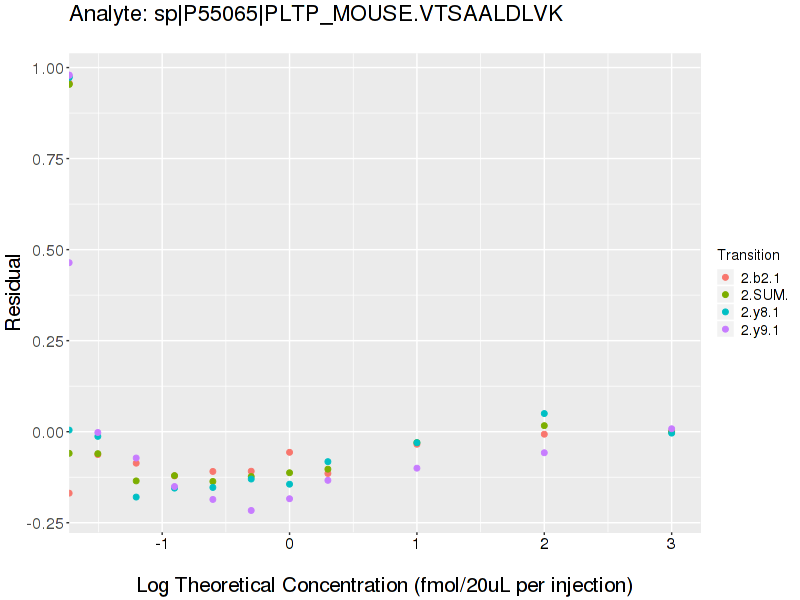 Analyte: sp|P55065|PLTP_MOUSE.VTSAALDLVK
1.00
0.75
0.50
0.25
0.00
-0.25
Residual
-1 0 1 2 3
Log Theoretical Concentration (fmol/20uL per injection)
Transition
2.b2.1
2.SUM.
2.y8.1
2.y9.1